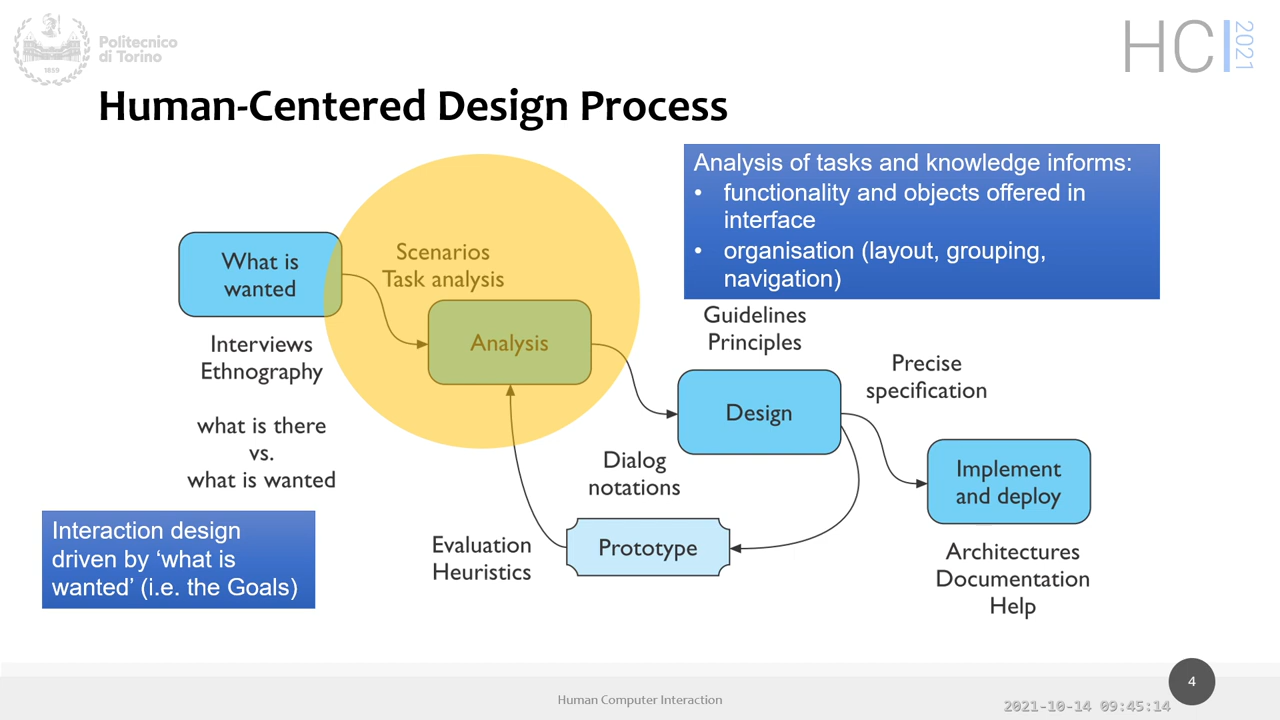 Politecnico
di Torino
1859
HCI
2021
Human-Centered Design Process
Analysis of tasks and knowledge informs:
• functionality and objects offered in
interface
• organisation (layout, grouping,
navigation)
What is
wanted
Scenarios
Task analysis
Analysis
Interviews
Ethnography
what is there
vs.
what is wanted
Guidelines
Principles
Design
Precise
specification
Dialog
notations
Implement
and deploy
Interaction design
driven by ‘what is
wanted’ (i.e. the Goals)
Evaluation
Heuristics
Prototype
Architectures
Documentation
Help
Human Computer Interaction
4
2021-10-14 09:45:14